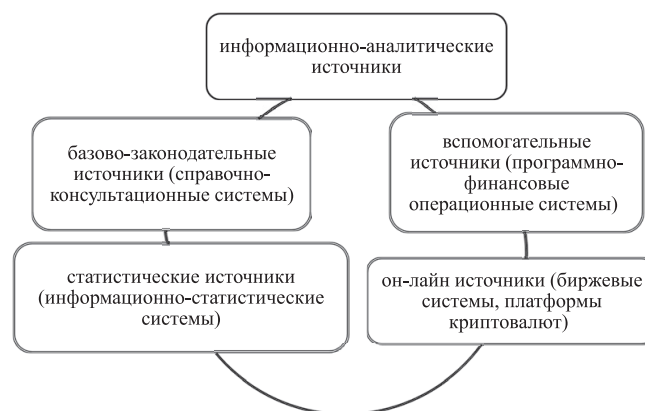 информационно-аналитические
источники
базово-законодательные
источники (справочно-
консультационные системы)
вспомогательные
источники (программно-
финансовые
операционные системы)
статистические источники
(информационно-статистические
системы)
он-лайн источники (биржевые
системы, платформы
криптовалют)